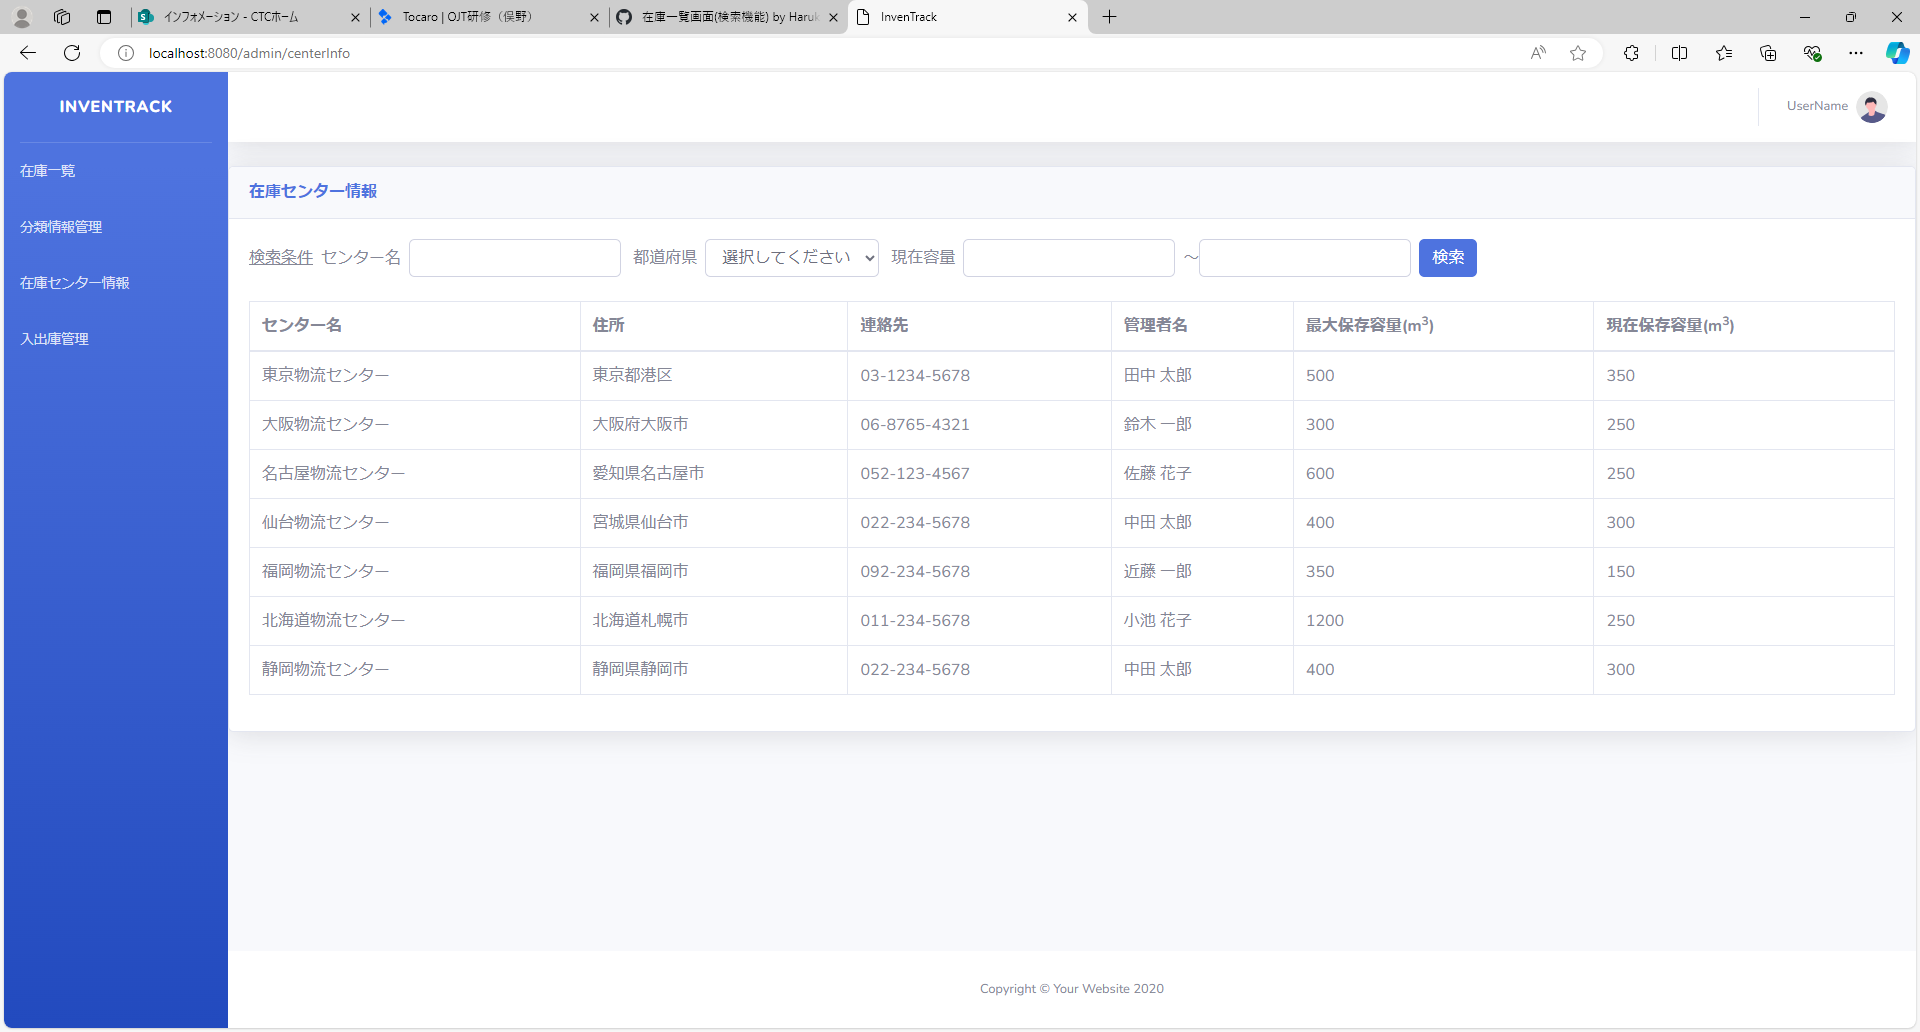 インフォメーション - CTCホーム
Tocaro | OJT研修（俣野）
在庫一覧画面(検索機能) by Haruk
InvenTrack
localhost:8080/admin/centerInfo
INVENTRACK
UserName
在庫一覧
分類情報管理
在庫センター情報
入出庫管理
在庫センター情報
検索条件 センター名 都道府県 選択してください 現在容量 ～ 検索
センター名 住所 連絡先 管理者名 最大保存容量(m³) 現在保存容量(m³)
東京物流センター 東京都港区 03-1234-5678 田中 太郎 500 350
大阪物流センター 大阪府大阪市 06-8765-4321 鈴木 一郎 300 250
名古屋物流センター 愛知県名古屋市 052-123-4567 佐藤 花子 600 250
仙台物流センター 宮城県仙台市 022-234-5678 中田 太郎 400 300
福岡物流センター 福岡県福岡市 092-234-5678 近藤 一郎 350 150
北海道物流センター 北海道札幌市 011-234-5678 小池 花子 1200 250
静岡物流センター 静岡県静岡市 022-234-5678 中田 太郎 400 300
Copyright © Your Website 2020